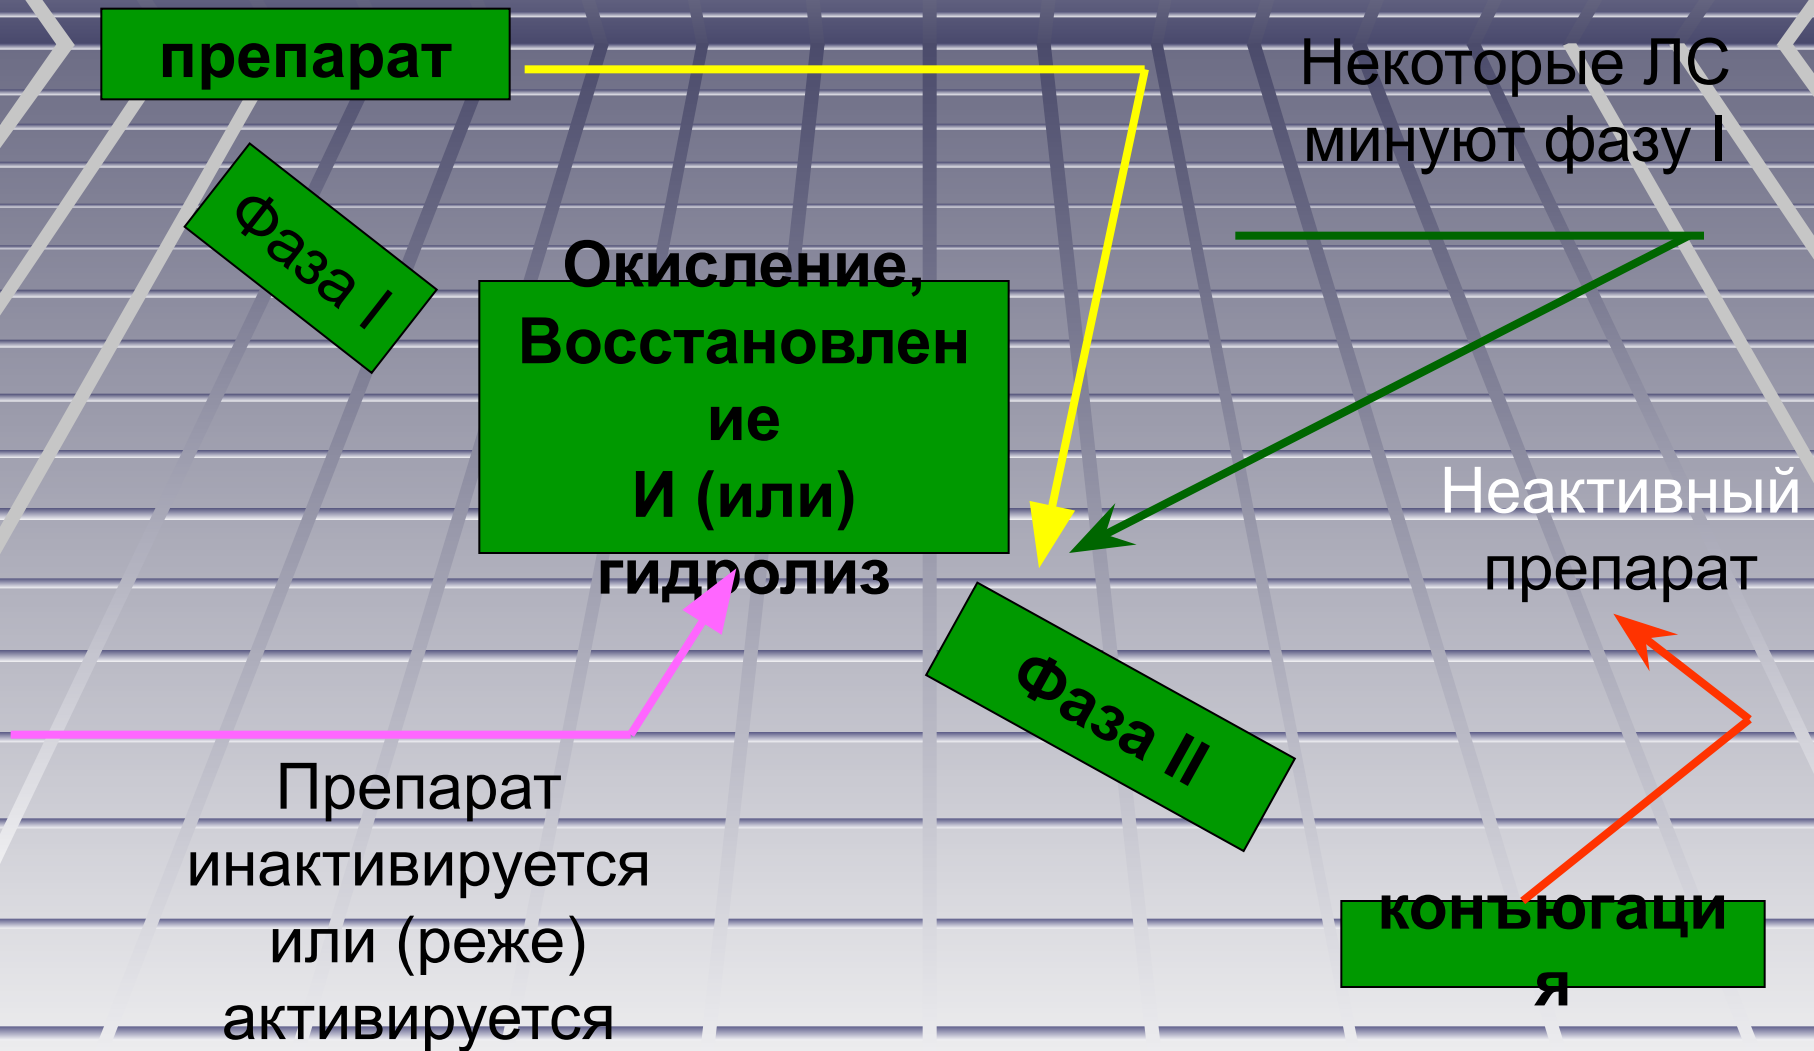 препарат
Некоторые ЛС
минуют фазу I
Фаза I
Окисление,
Восстановлен
ие
И (или)
гидролиз
Неактивный
препарат
Фаза II
Препарат
инактивируется
или (реже)
активируется
конъюгаци
я